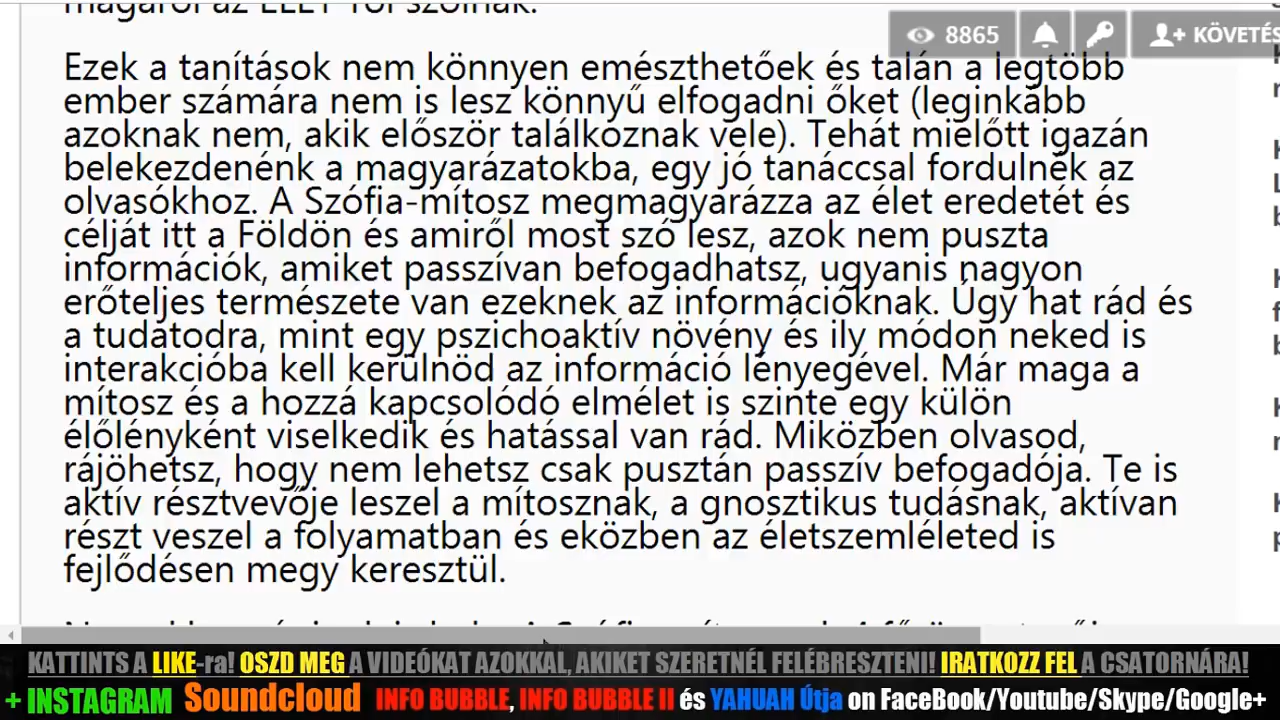 8865
KÖVETÉS
Ezek a tanítások nem könnyen emészthetőek és talán a legtöbb
ember számára nem is lesz könnyű elfogadni őket (leginkább
azoknak nem, akik először találkoznak vele). Tehát mielőtt igazán
belekezdenénk a magyarázatokba, egy jó tanáccsal fordulnék az
olvasókhoz. A Szófia-mítosz megmagyarázza az élet eredetét és
célját itt a Földön és amiről most szó lesz, azok nem puszta
információk, amiket passzívan befogadhatsz, ugyanis nagyon
erőteljes természete van ezeknek az információknak. Úgy hat rád és
a tudatodra, mint egy pszichoaktív növény és ily módon neked is
interakcióba kell kerülnöd az információ lényegével. Már maga a
mítosz és a hozzá kapcsolódó elmélet is szinte egy külön
élőlényként viselkedik és hatással van rád. Miközben olvasod,
rájöhetsz, hogy nem lehetsz csak pusztán passzív befogadója. Te is
aktív résztvevője leszel a mítosznak, a gnosztikus tudásnak, aktívan
részt veszel a folyamatban és eközben az életszemléleted is
fejlődésen megy keresztül.
KATTINTS A LIKE-ra! OSZD MEG A VIDEÓKAT AZOKKAL, AKIKET SZERETNÉL FELÉBRESZTENI! IRATKOZZ FEL A CSATORNÁRA!
+ INSTAGRAM Soundcloud INFO BUBBLE, INFO BUBBLE II és YAHUAH Útja on FaceBook/Youtube/Skype/Google+